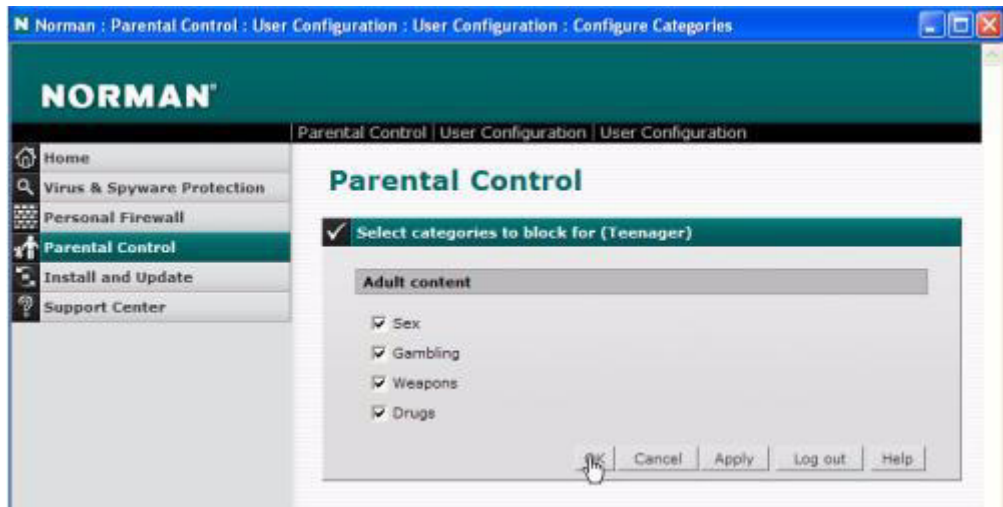 Norman : Parental Control : User Configuration : User Configuration : Configure Categories
NORMAN
Parental Control | User Configuration | User Configuration
Home
Virus & Spyware Protection
Personal Firewall
Parental Control
Install and Update
Support Center
Parental Control
Select categories to block for (Teenager)
Adult content
Sex
Gambling
Weapons
Drugs
OK Cancel Apply Log out Help